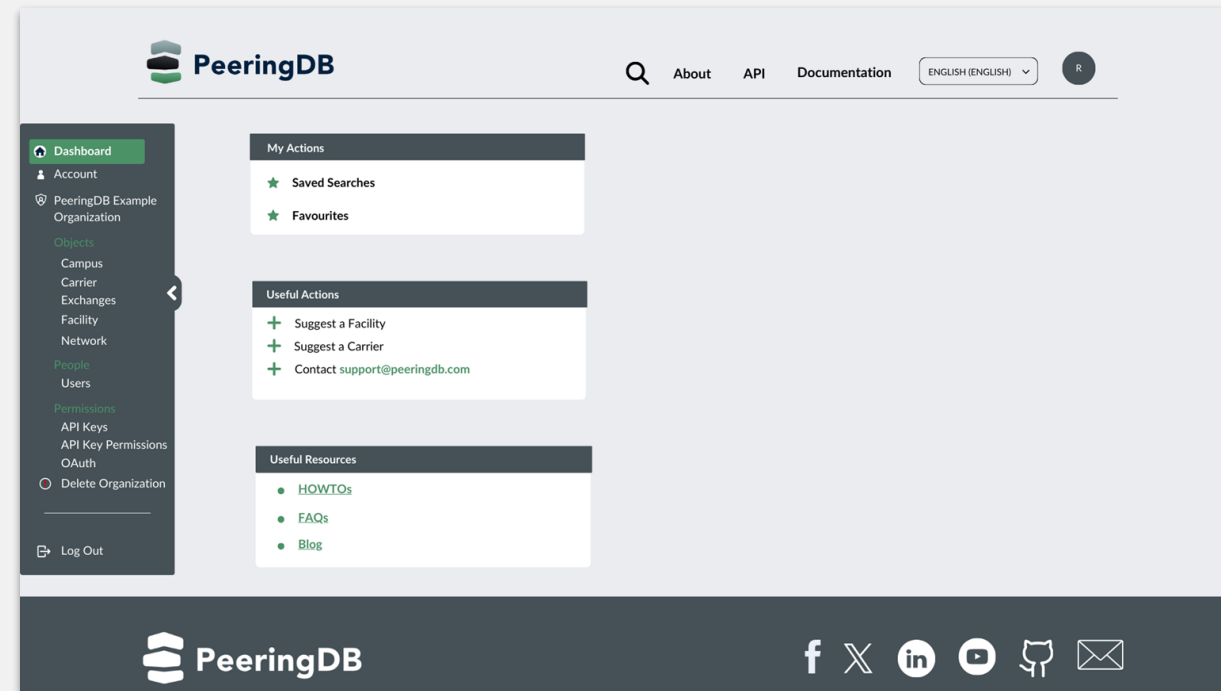 PeeringDB
About API Documentation ENGLISH (ENGLISH) R
Dashboard
Account
PeeringDB Example
Organization
Objects
Campus
Carrier
Exchanges
Facility
Network
People
Users
Permissions
API Keys
API Key Permissions
OAuth
Delete Organization
Log Out
My Actions
Saved Searches
Favourites
Useful Actions
Suggest a Facility
Suggest a Carrier
Contact support@peeringdb.com
Useful Resources
HOWTOs
FAQs
Blog
PeeringDB